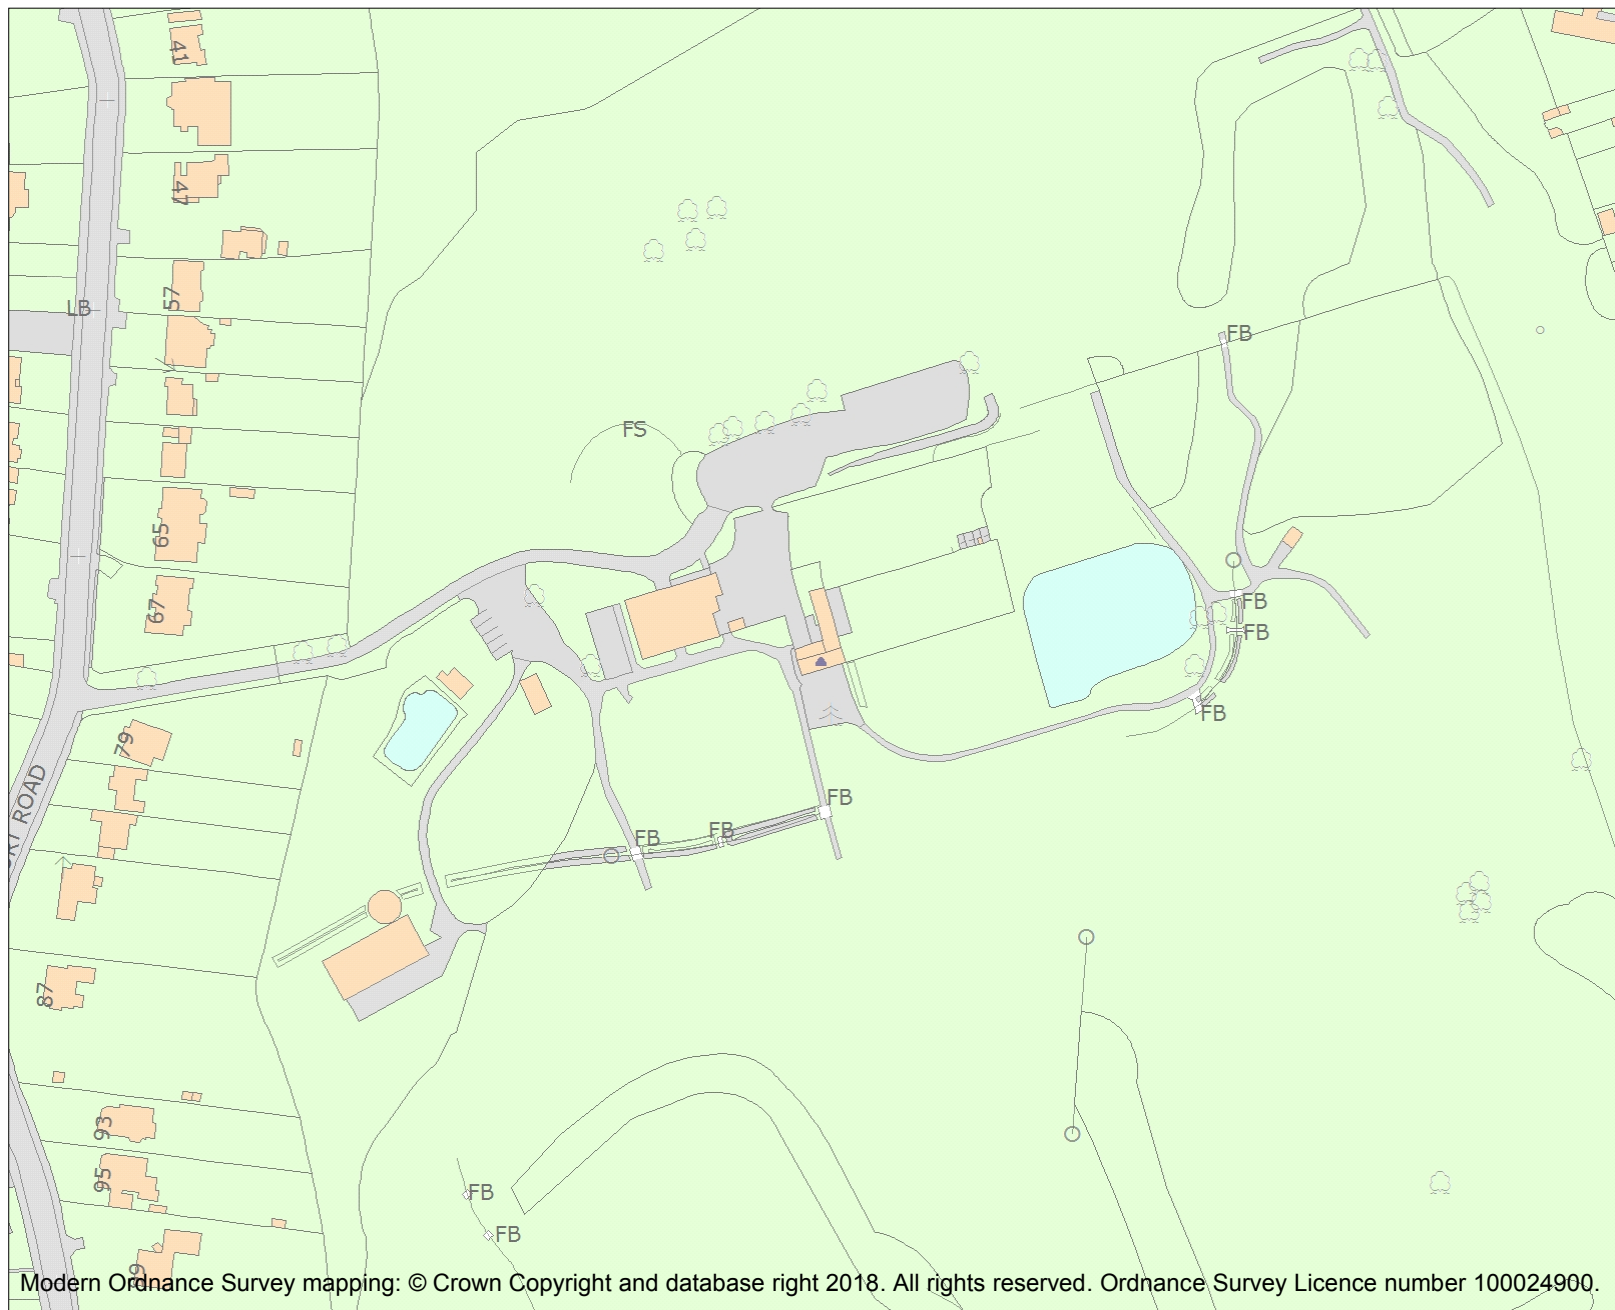 41
47
57
LB
FB
FS
65
67
FB
FB
FB
79
ROAD
FB
FB
FB
87
93
95
FB
FB
Modern Ordnance Survey mapping: © Crown Copyright and database right 2018. All rights reserved. Ordnance Survey Licence number 100024900.